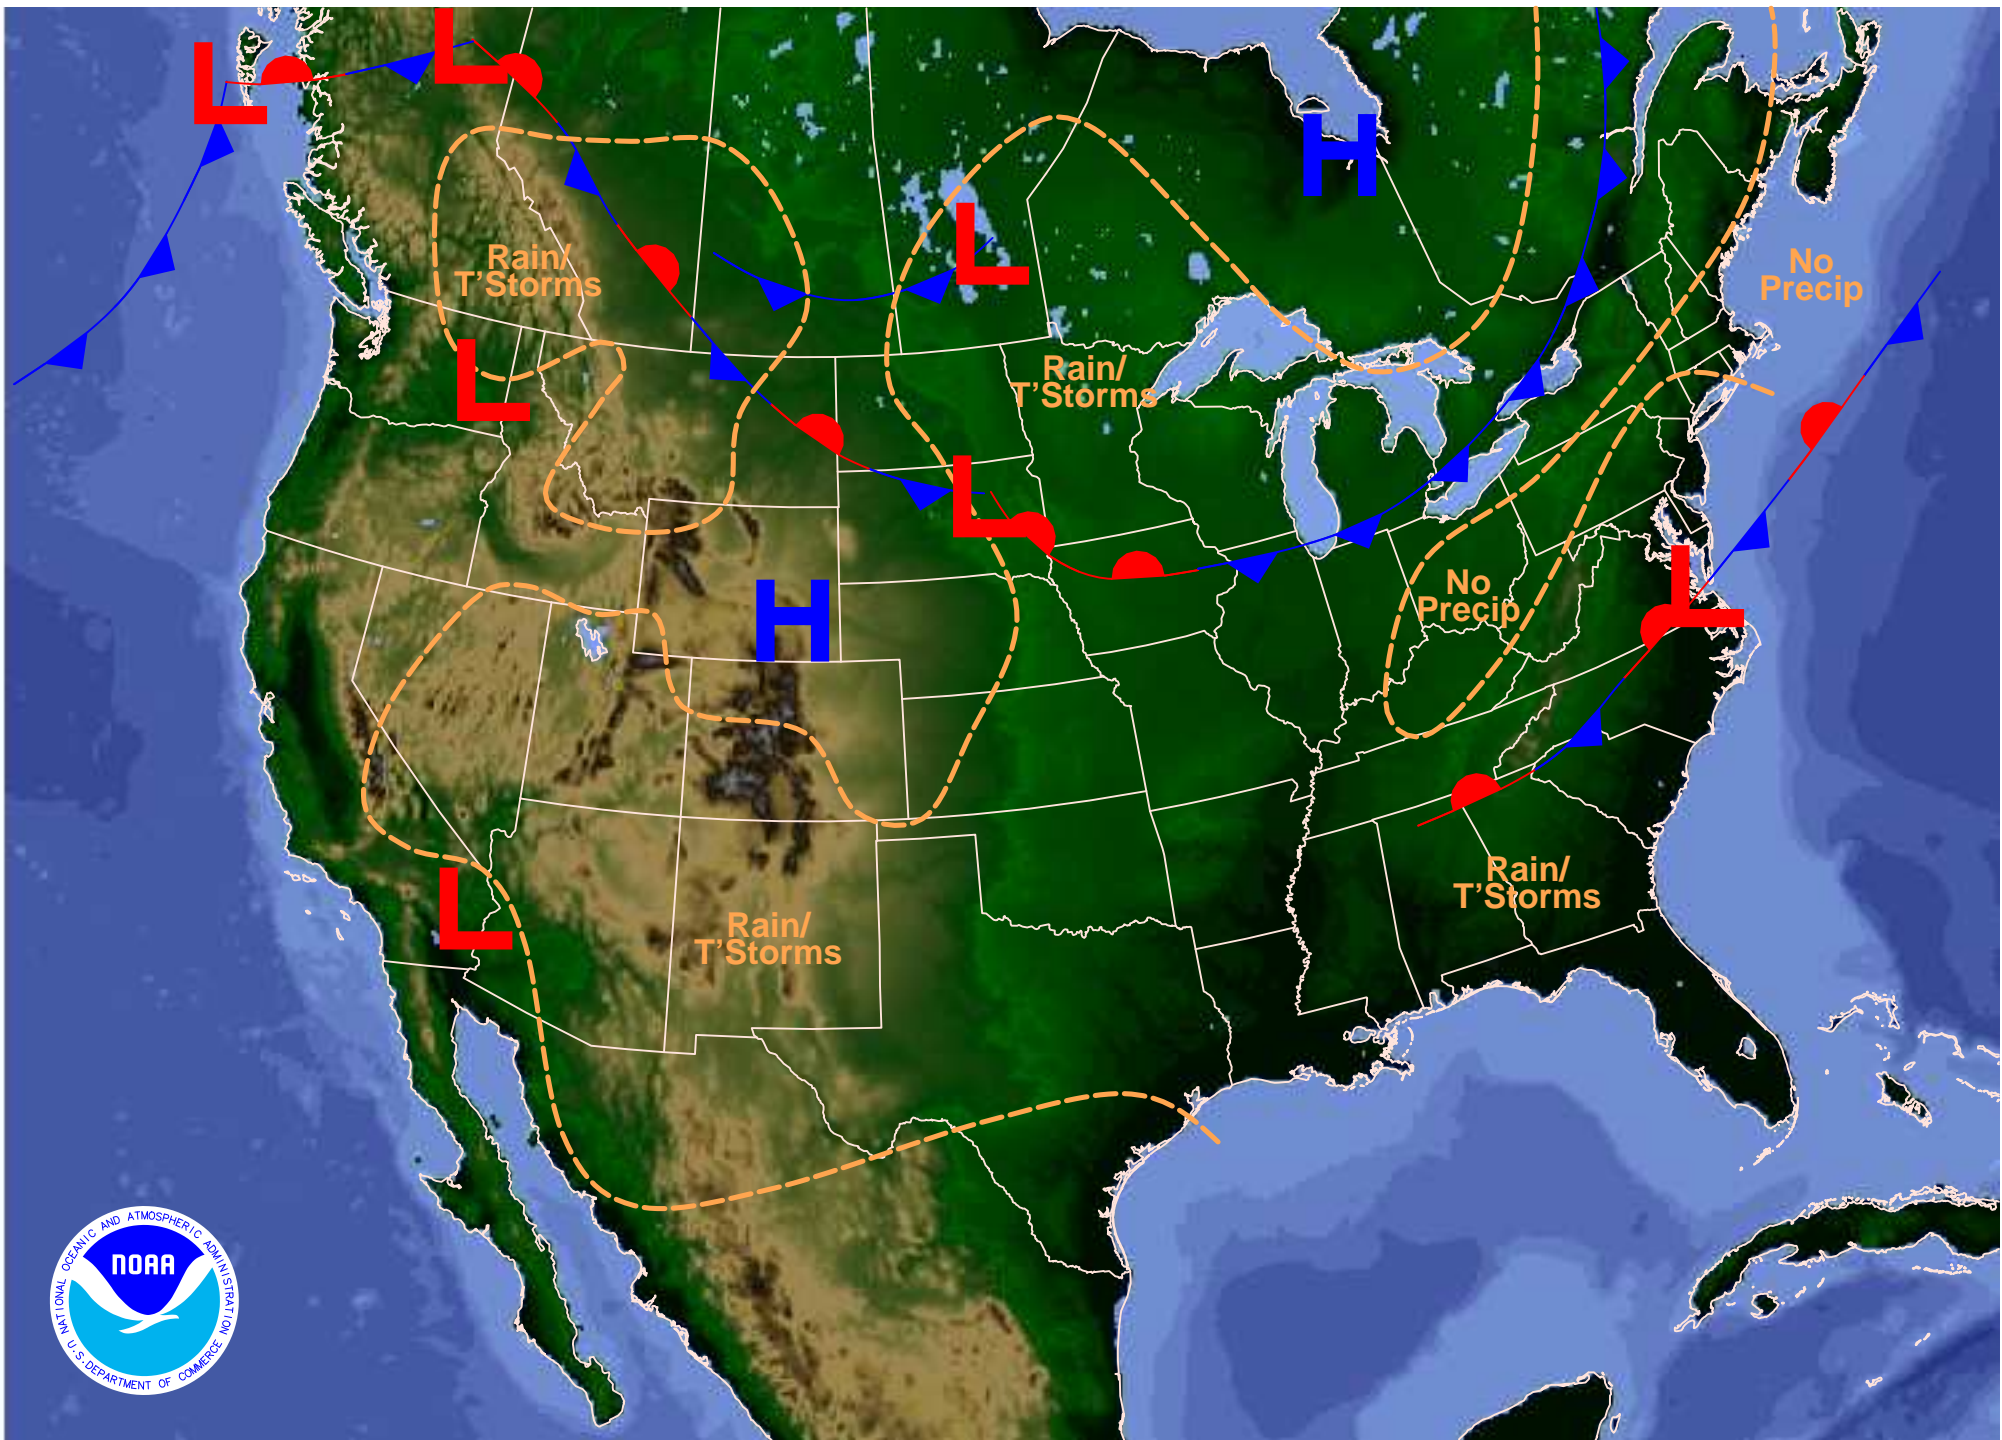 L
L
H
L
Rain/
T'Storms
No
Precip
L
Rain/
T'Storms
L
H
No
Precip
L
L
Rain/
T'Storms
Rain/
T'Storms
NATIONAL OCEANIC AND ATMOSPHERIC ADMINISTRATION
NOAA
U.S. DEPARTMENT OF COMMERCE